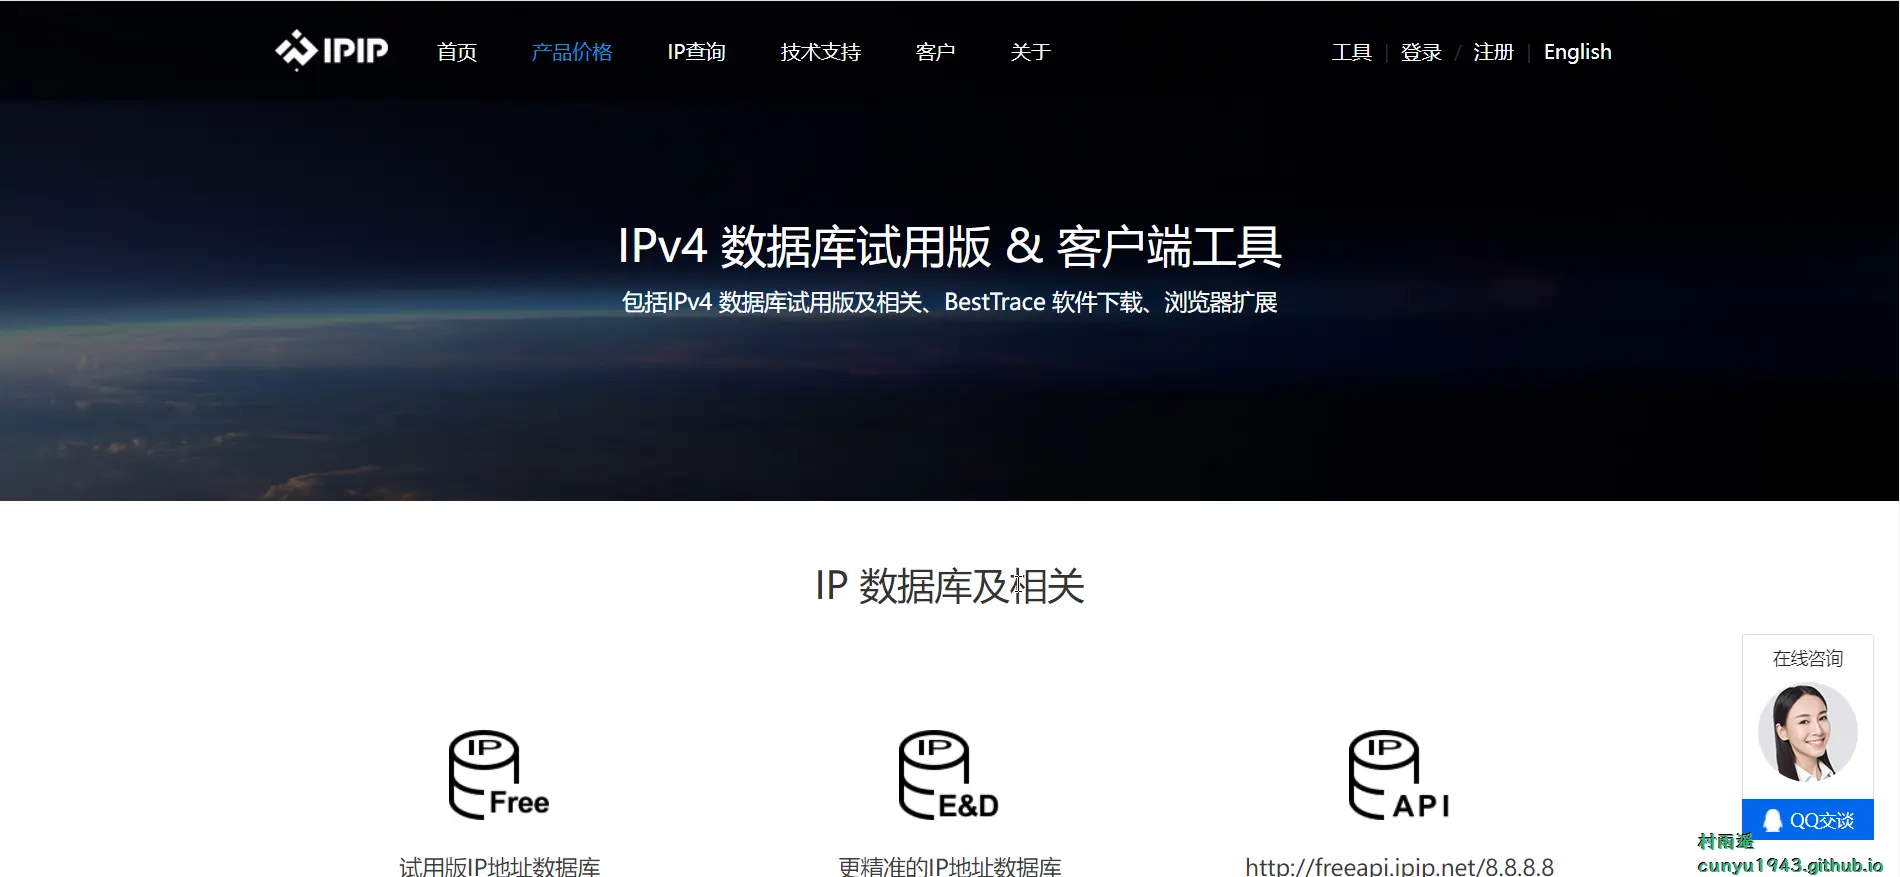 IPIP 首页 产品价格 IP查询 技术支持 客户 关于 工具 | 登录 / 注册 | English
IPv4 数据库试用版 & 客户端工具
包括IPv4 数据库试用版及相关、BestTrace 软件下载、浏览器扩展
IP 数据库及相关
在线咨询
IP Free
IP E&D
IP API
QQ交谈
试用版IP地址数据库
更精准的IP地址数据库
http://freeapi.ipip.net/8.8.8.8
村雨遥
cunyu1943.github.io